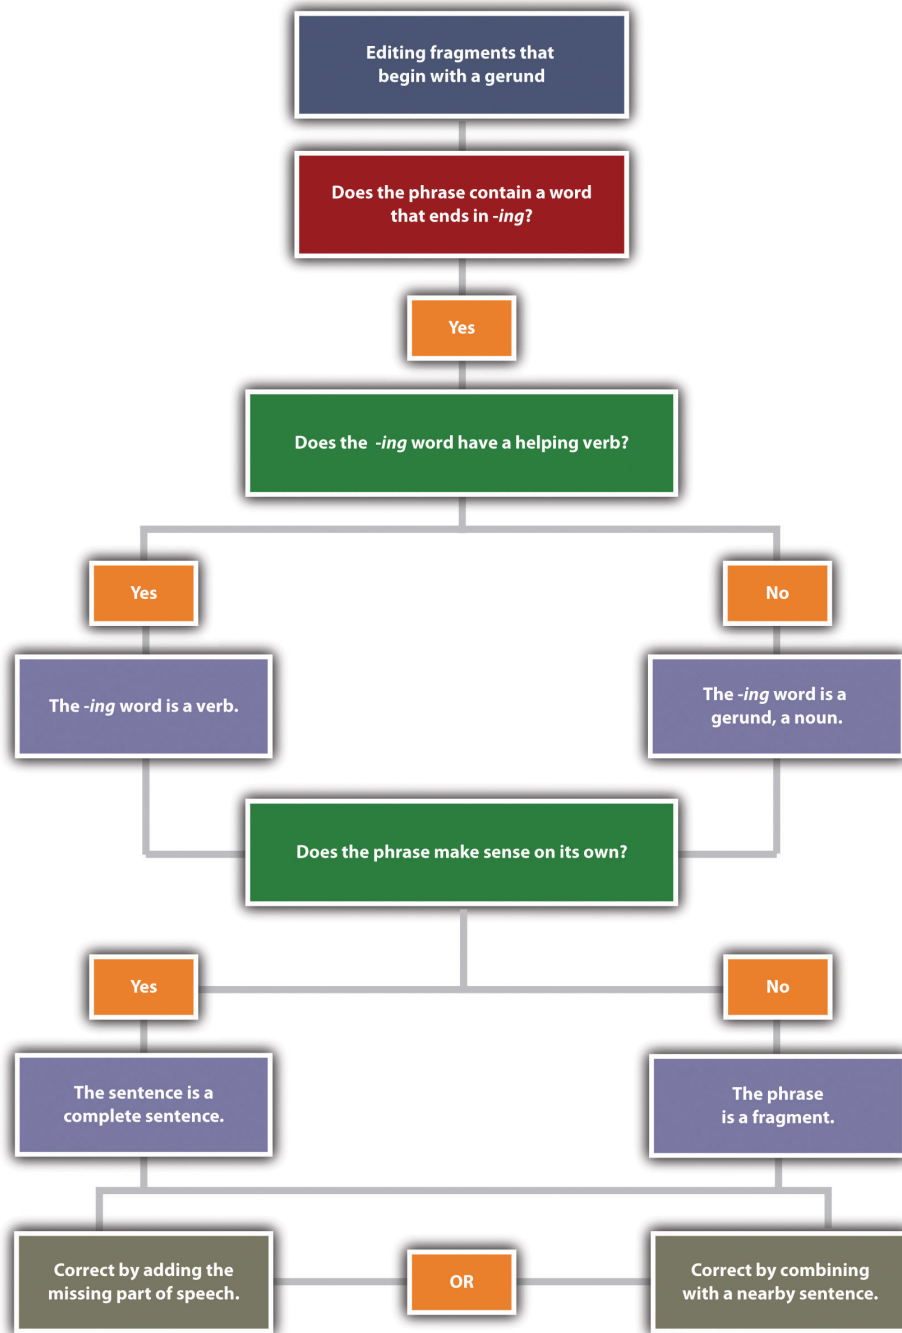 Editing fragments that
begin with a gerund
Does the phrase contain a word
that ends in -ing?
Yes
Does the -ing word have a helping verb?
Yes
No
The -ing word is a verb.
The -ing word is a
gerund, a noun.
Does the phrase make sense on its own?
Yes
No
The sentence is a
complete sentence.
The phrase
is a fragment.
Correct by adding the
missing part of speech.
OR
Correct by combining
with a nearby sentence.